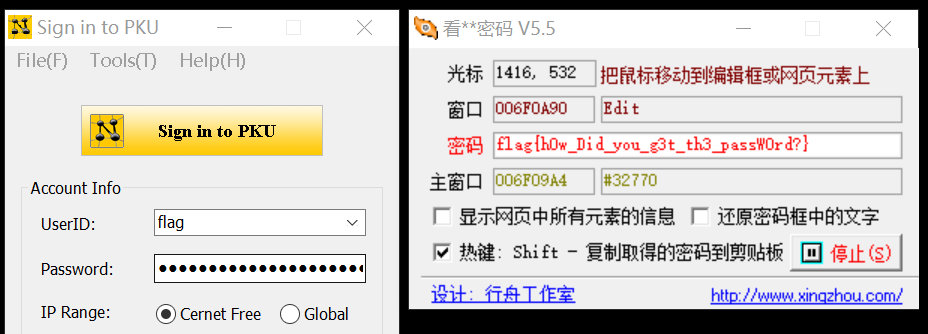 Sign in to PKU
File(F) Tools(T) Help(H)
Sign in to PKU
Account Info
UserID: flag
Password: ••••••••••••••••••
IP Range: Cernet Free Global
看**密码 V5.5
光标 1416, 532 把鼠标移动到编辑框或网页元素上
窗口 006F0A90 Edit
密码 flag{h0w_Did_you_g3t_th3_passW0rd?}
主窗口 006F09A4 #32770
显示网页中所有元素的信息 还原密码框中的文字
热键: Shift - 复制取得的密码到剪贴板 停止(S)
设计: 行舟工作室 http://www.xingzhou.com/